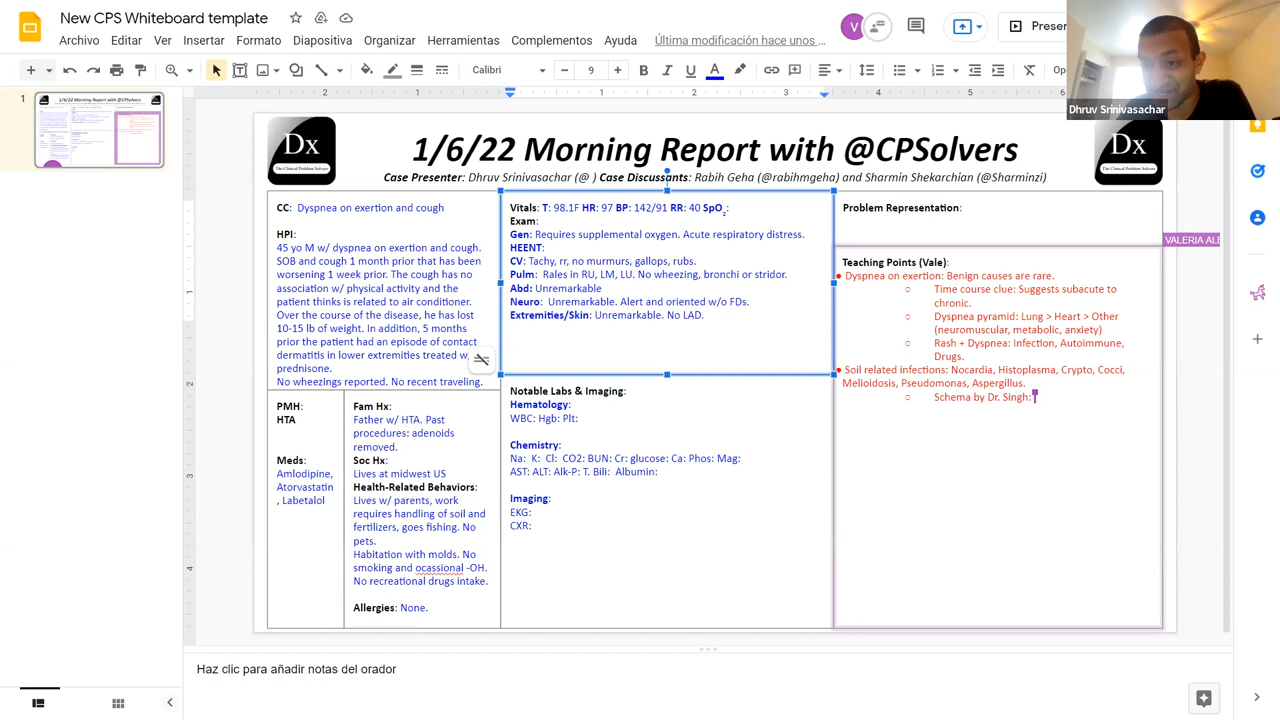 New CPS Whiteboard template
Archivo Editar Ver Insertar Formato Diapositiva Organizar Herramientas Complementos Ayuda Última modificación hace unos …
V
Presen
Calibri
9
Dhruv Srinivasachar
1
Dx
The Clinical Problem Solvers
1/6/22 Morning Report with @CPSolvers
Case Presenter: Dhruv Srinivasachar (@ ) Case Discussants: Rabih Geha (@rabihmgeha) and Sharmin Shekarchian (@Sharminzi)
Dx
The Clinical Problem Solvers
CC: Dyspnea on exertion and cough
HPI:
45 yo M w/ dyspnea on exertion and cough.
SOB and cough 1 month prior that has been
worsening 1 week prior. The cough has no
association w/ physical activity and the
patient thinks is related to air conditioner.
Over the course of the disease, he has lost
10-15 lb of weight. In addition, 5 months
prior the patient had an episode of contact
dermatitis in lower extremities treated w
prednisone.
No wheezings reported. No recent traveling.
PMH:
HTA
Meds:
Amlodipine,
Atorvastatin
, Labetalol
Fam Hx:
Father w/ HTA. Past
procedures: adenoids
removed.
Soc Hx:
Lives at midwest US
Health-Related Behaviors:
Lives w/ parents, work
requires handling of soil and
fertilizers, goes fishing. No
pets.
Habitation with molds. No
smoking and ocassional -OH.
No recreational drugs intake.
Allergies: None.
Vitals: T: 98.1F HR: 97 BP: 142/91 RR: 40 SpO2:
Exam:
Gen: Requires supplemental oxygen. Acute respiratory distress.
HEENT:
CV: Tachy, rr, no murmurs, gallops, rubs.
Pulm: Rales in RU, LM, LU. No wheezing, bronchi or stridor.
Abd: Unremarkable
Neuro: Unremarkable. Alert and oriented w/o FDs.
Extremities/Skin: Unremarkable. No LAD.
Notable Labs & Imaging:
Hematology:
WBC: Hgb: Plt:
Chemistry:
Na: K: Cl: CO2: BUN: Cr: glucose: Ca: Phos: Mag:
AST: ALT: Alk-P: T. Bili: Albumin:
Imaging:
EKG:
CXR:
Problem Representation:
VALERIA ALE
Teaching Points (Vale):
● Dyspnea on exertion: Benign causes are rare.
○ Time course clue: Suggests subacute to
chronic.
○ Dyspnea pyramid: Lung > Heart > Other
(neuromuscular, metabolic, anxiety)
○ Rash + Dyspnea: Infection, Autoimmune,
Drugs.
● Soil related infections: Nocardia, Histoplasma, Crypto, Cocci,
Melioidosis, Pseudomonas, Aspergillus.
○ Schema by Dr. Singh:
Haz clic para añadir notas del orador